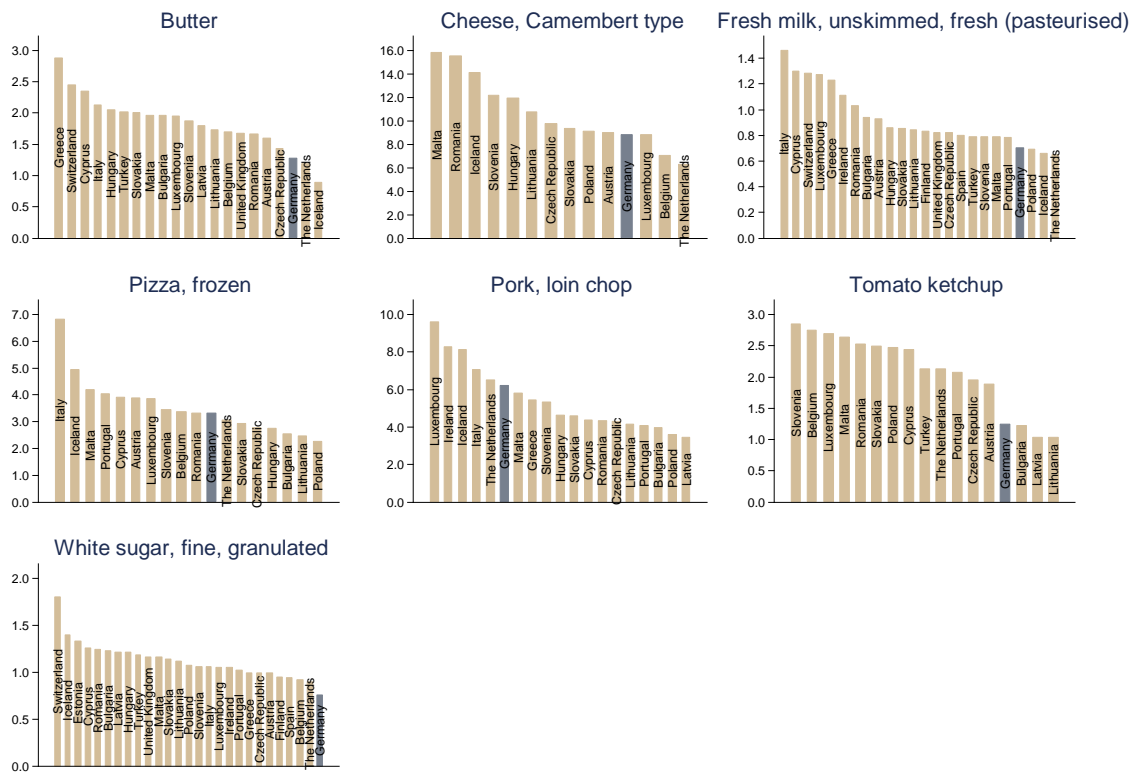 Butter
3.0
2.5
2.0
1.5
1.0
0.5
0.0
Greece
Switzerland
Cyprus
Italy
Hungary
Turkey
Slovakia
Malta
Bulgaria
Luxembourg
Slovenia
Latvia
Lithuania
Belgium
United Kingdom
Romania
Austria
Czech Republic
Germany
The Netherlands
Iceland
Cheese, Camembert type
16.0
14.0
12.0
10.0
8.0
6.0
4.0
2.0
0.0
Malta
Romania
Iceland
Slovenia
Hungary
Lithuania
Czech Republic
Slovakia
Poland
Austria
Germany
Luxembourg
Belgium
The Netherlands
Fresh milk, unskimmed, fresh (pasteurised)
1.4
1.2
1.0
0.8
0.6
0.4
0.2
0.0
Italy
Cyprus
Switzerland
Luxembourg
Greece
Ireland
Romania
Bulgaria
Austria
Hungary
Slovakia
Lithuania
Finland
United Kingdom
Czech Republic
Spain
Turkey
Slovenia
Malta
Portugal
Germany
Poland
Iceland
The Netherlands
Pizza, frozen
7.0
6.0
5.0
4.0
3.0
2.0
1.0
0.0
Italy
Iceland
Malta
Portugal
Cyprus
Austria
Luxembourg
Slovenia
Belgium
Romania
Germany
The Netherlands
Slovakia
Czech Republic
Hungary
Bulgaria
Lithuania
Poland
Pork, loin chop
10.0
8.0
6.0
4.0
2.0
0.0
Luxembourg
Ireland
Iceland
Italy
The Netherlands
Germany
Malta
Greece
Slovenia
Hungary
Slovakia
Cyprus
Romania
Czech Republic
Lithuania
Portugal
Bulgaria
Poland
Latvia
Tomato ketchup
3.0
2.5
2.0
1.5
1.0
0.5
0.0
Slovenia
Belgium
Luxembourg
Malta
Romania
Slovakia
Poland
Cyprus
Turkey
The Netherlands
Portugal
Czech Republic
Austria
Germany
Bulgaria
Latvia
Lithuania
White sugar, fine, granulated
2.0
1.5
1.0
0.5
0.0
Switzerland
Iceland
Estonia
Cyprus
Romania
Bulgaria
Latvia
Hungary
Turkey
United Kingdom
Malta
Slovakia
Lithuania
Poland
Slovenia
Italy
Luxembourg
Ireland
Portugal
Greece
Czech Republic
Austria
Finland
Spain
Belgium
The Netherlands
Germany